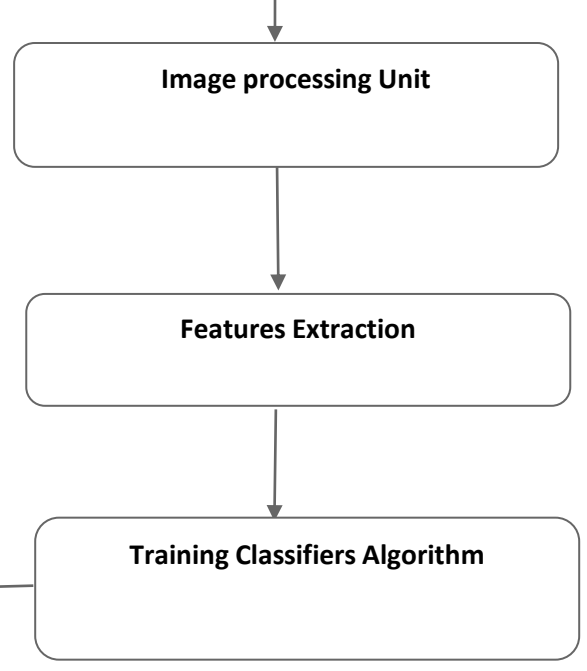 Image processing Unit
Features Extraction
Training Classifiers Algorithm